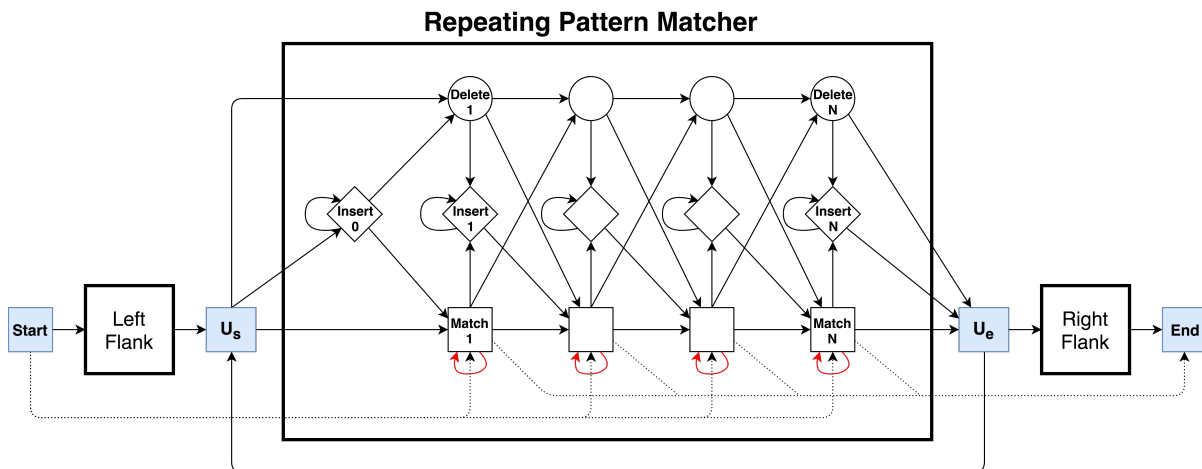 Repeating Pattern Matcher
Delete
1
Delete
N
Insert
0
Insert
1
Insert
N
Start
Left
Flank
Us
Match
1
Match
N
Ue
Right
Flank
End